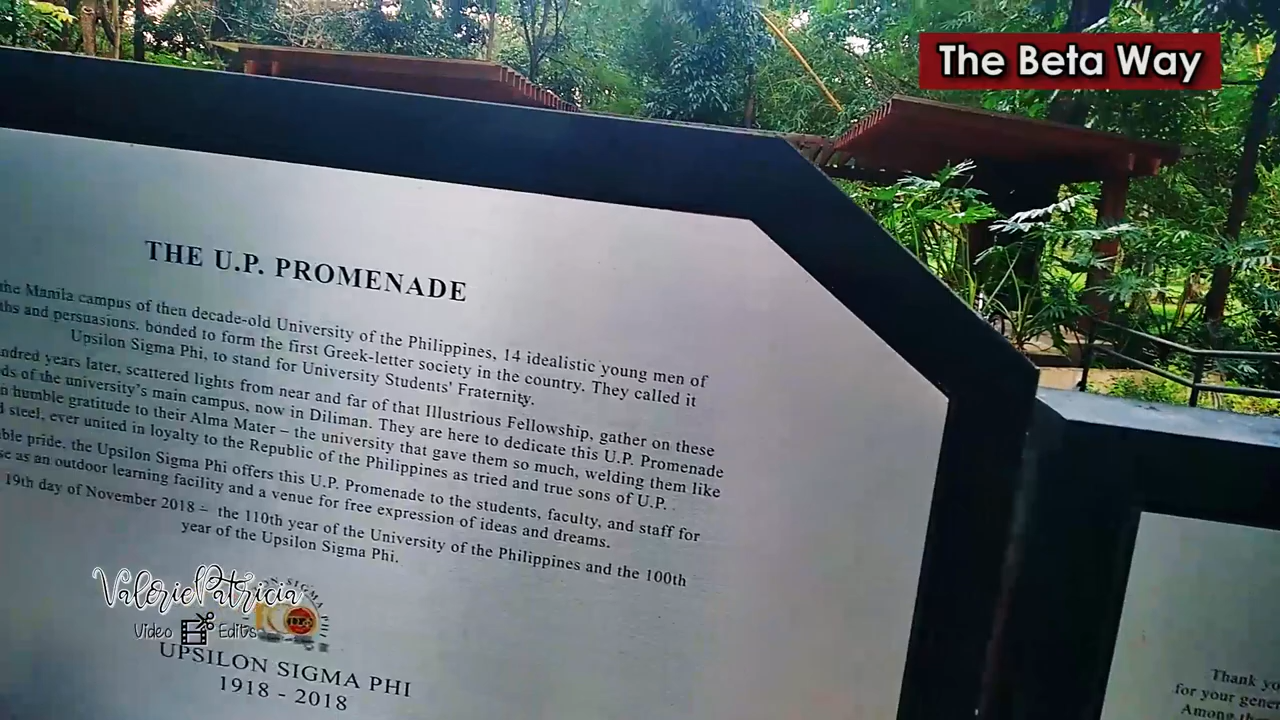 The Beta Way
THE U.P. PROMENADE
the Manila campus of then decade-old University of the Philippines, 14 idealistic young men of
ths and persuasions, bonded to form the first Greek-letter society in the country. They called it
Upsilon Sigma Phi, to stand for University Students' Fraternity.
ndred years later, scattered lights from near and far of that Illustrious Fellowship, gather on these
ds of the university's main campus, now in Diliman. They are here to dedicate this U.P. Promenade
n humble gratitude to their Alma Mater – the university that gave them so much, welding them like
d steel, ever united in loyalty to the Republic of the Philippines as tried and true sons of U.P.
ble pride, the Upsilon Sigma Phi offers this U.P. Promenade to the students, faculty, and staff for
se as an outdoor learning facility and a venue for free expression of ideas and dreams.
19th day of November 2018 – the 110th year of the University of the Philippines and the 100th
year of the Upsilon Sigma Phi.
ValeriePatricia
Video Edits
UPSILON SIGMA PHI
1918 - 2018
Thank yo
for your gener
Among the